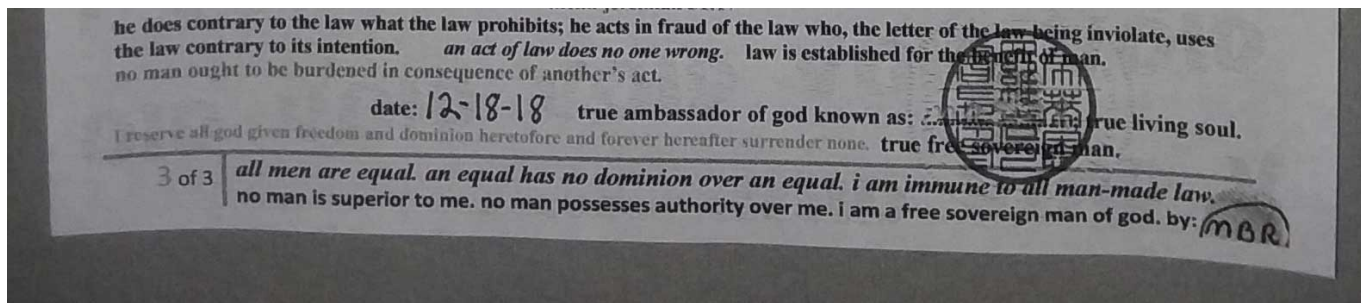 he does contrary to the law what the law prohibits; he acts in fraud of the law who, the letter of the law being inviolate, uses
the law contrary to its intention. an act of law does no one wrong. law is established for the benefit of man.
no man ought to be burdened in consequence of another's act.
date: 12-18-18 true ambassador of god known as: true living soul.
I reserve all god given freedom and dominion heretofore and forever hereafter surrender none. true free sovereign man.
3 of 3
all men are equal. an equal has no dominion over an equal. i am immune to all man-made law.
no man is superior to me. no man possesses authority over me. i am a free sovereign man of god. by: MBR